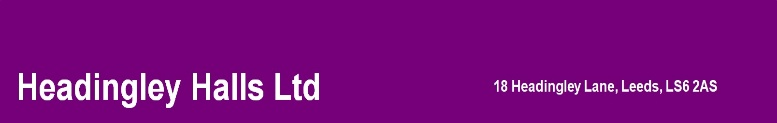 Headingley Halls Ltd
18 Headingley Lane, Leeds, LS6 2AS